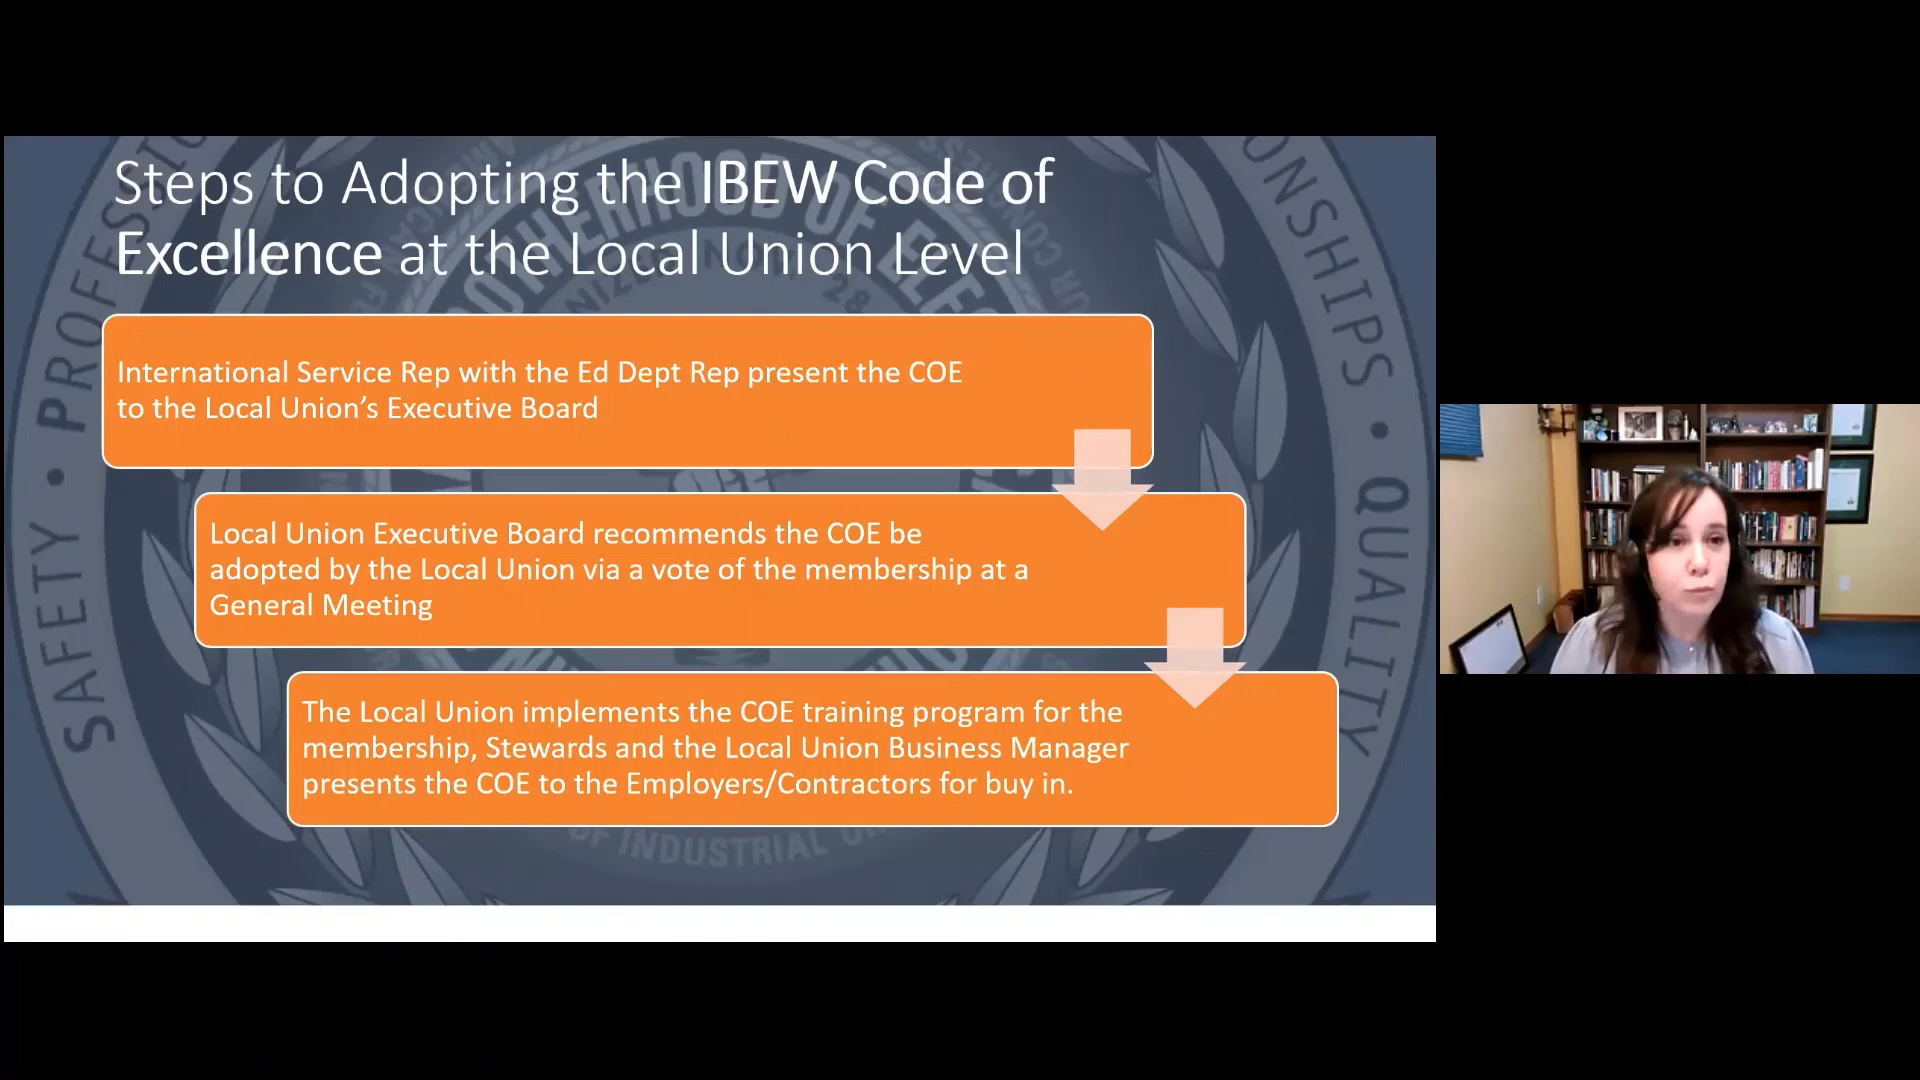 Steps to Adopting the IBEW Code of
Excellence at the Local Union Level
International Service Rep with the Ed Dept Rep present the COE
to the Local Union’s Executive Board
Local Union Executive Board recommends the COE be
adopted by the Local Union via a vote of the membership at a
General Meeting
The Local Union implements the COE training program for the
membership, Stewards and the Local Union Business Manager
presents the COE to the Employers/Contractors for buy in.
SAFETY •
QUALITY
OF INDUSTRIAL